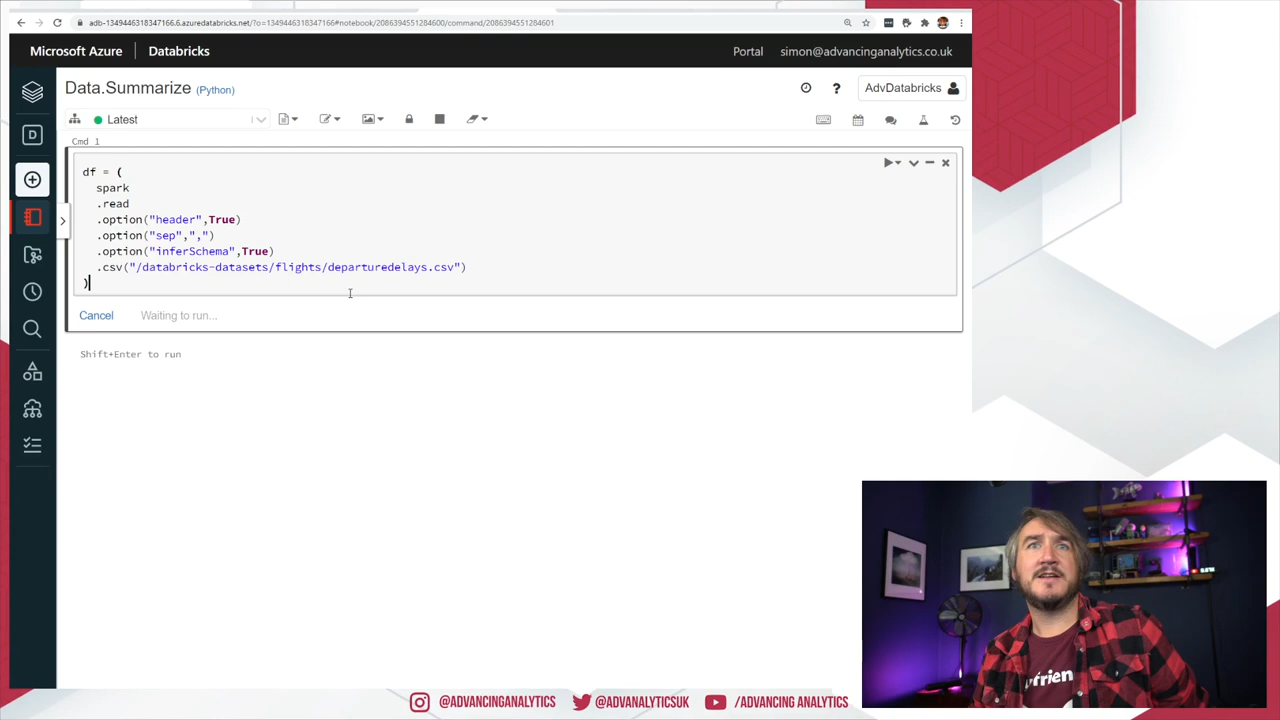 adb-1349446318347166.6.azuredatabricks.net/?o=1349446318347166#notebook/2086394551284600/command/2086394551284601
Microsoft Azure Databricks Portal simon@advancinganalytics.co.uk
Data.Summarize (Python) ? AdvDatabricks
Latest
Cmd 1
df = (
spark
.read
.option("header",True)
.option("sep",",")
.option("inferSchema",True)
.csv("/databricks-datasets/flights/departuredelays.csv")
)
Cancel Waiting to run...
Shift+Enter to run
@ADVANCINGANALYTICS @ADVANALYTICSUK /ADVANCING ANALYTICS